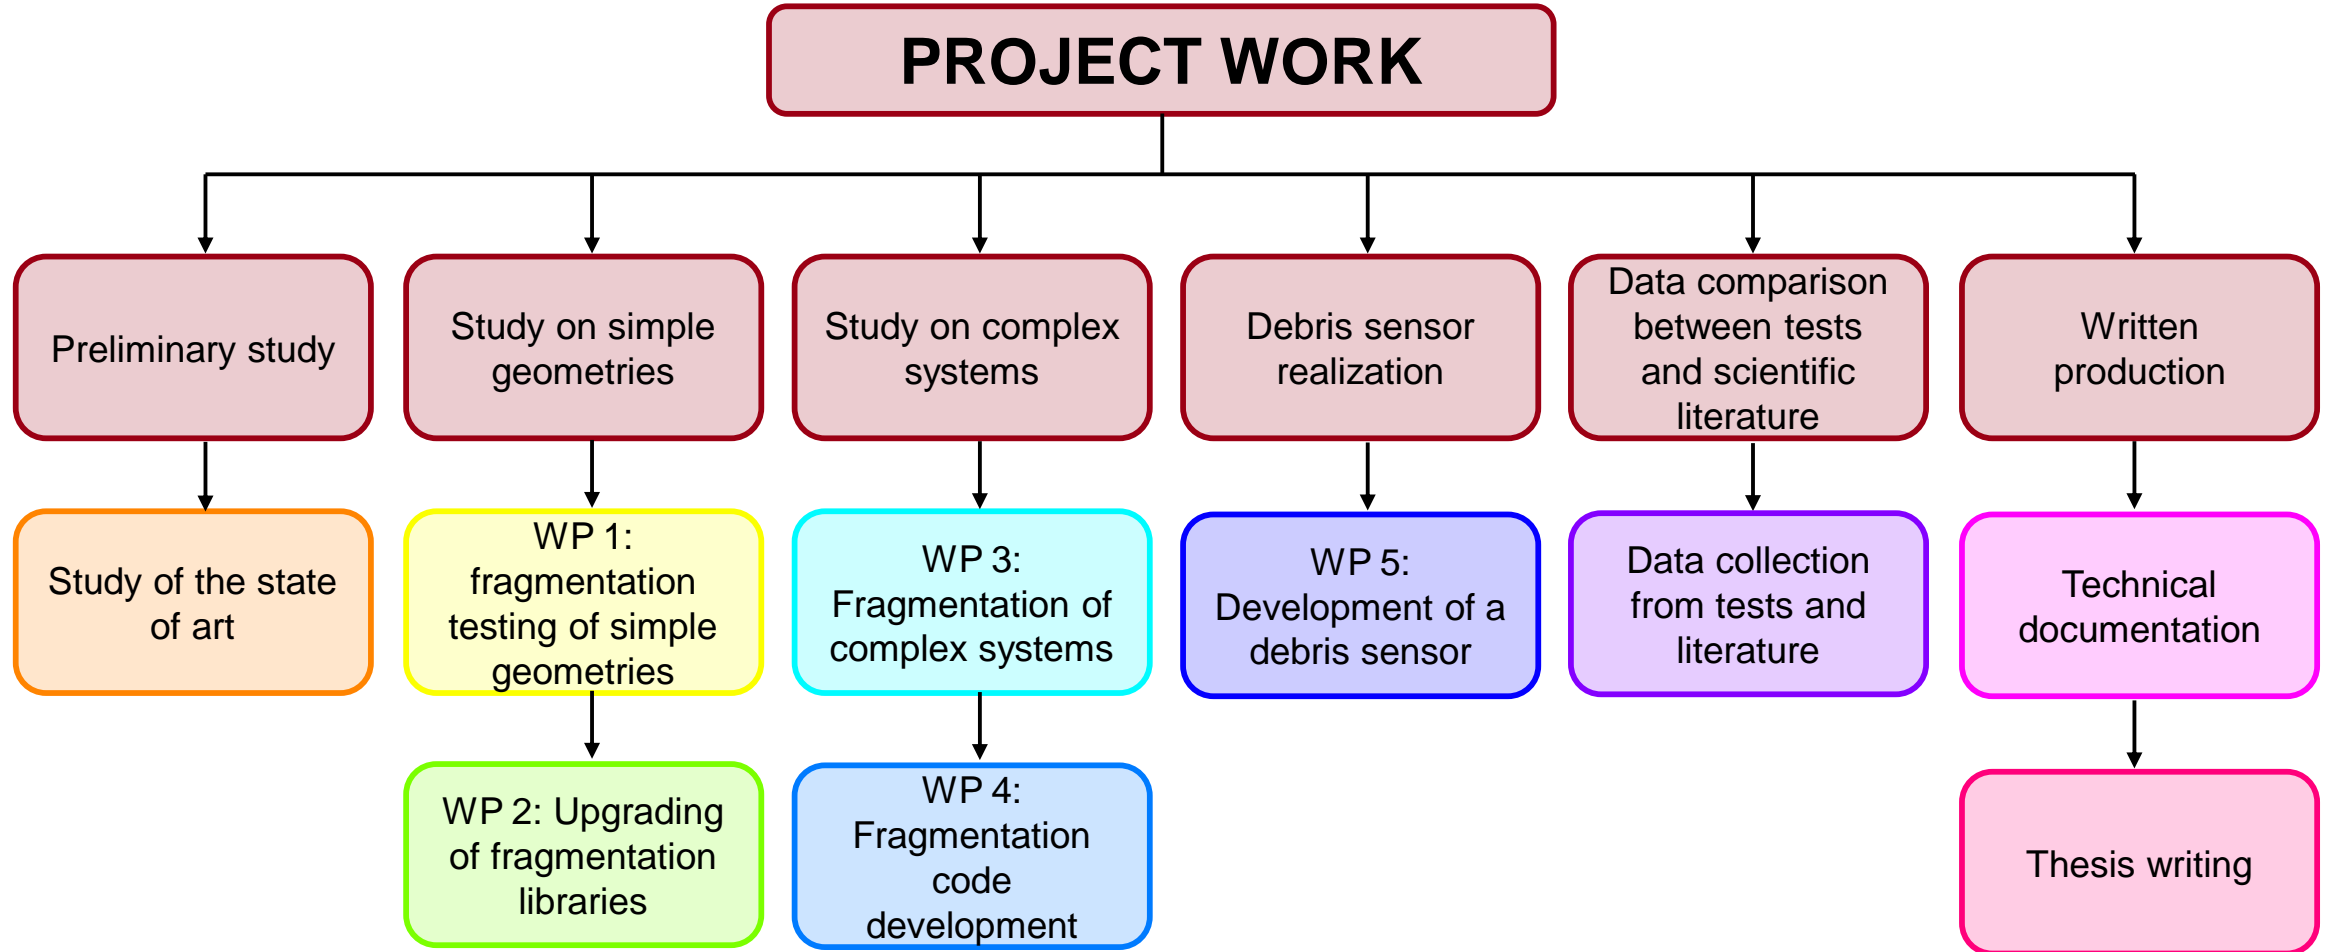 PROJECT WORK
Preliminary study
Study on simple
geometries
Study on complex
systems
Debris sensor
realization
Data comparison
between tests
and scientific
literature
Written
production
Study of the state
of art
WP 1:
fragmentation
testing of simple
geometries
WP 3:
Fragmentation of
complex systems
WP 5:
Development of a
debris sensor
Data collection
from tests and
literature
Technical
documentation
WP 2: Upgrading
of fragmentation
libraries
WP 4:
Fragmentation
code
development
Thesis writing